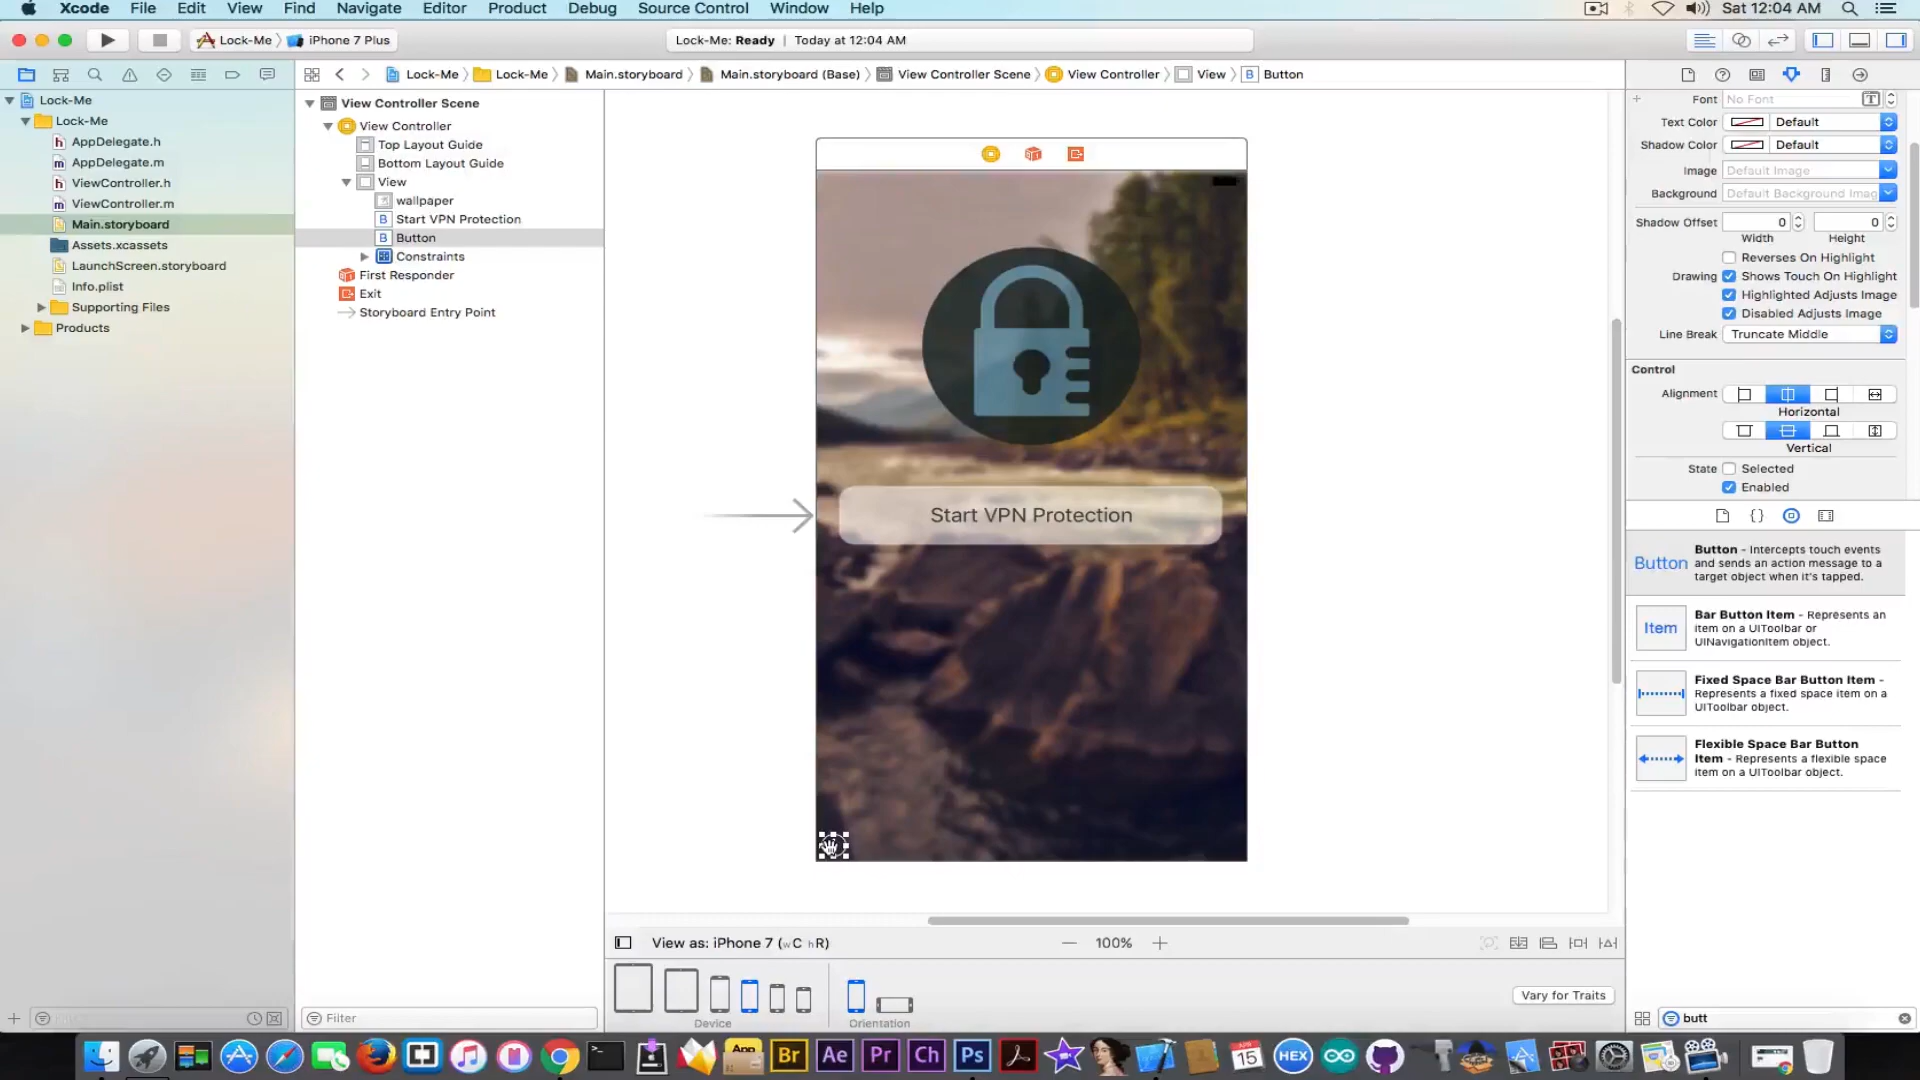 Xcode File Edit View Find Navigate Editor Product Debug Source Control Window Help Sat 12:04 AM
Lock-Me iPhone 7 Plus Lock-Me: Ready | Today at 12:04 AM
Lock-Me Lock-Me Main.storyboard Main.storyboard (Base) View Controller Scene View Controller View B Button
Lock-Me
Lock-Me
h AppDelegate.h
m AppDelegate.m
h ViewController.h
m ViewController.m
Main.storyboard
Assets.xcassets
LaunchScreen.storyboard
Info.plist
Supporting Files
Products
View Controller Scene
View Controller
Top Layout Guide
Bottom Layout Guide
View
wallpaper
B Start VPN Protection
B Button
Constraints
First Responder
Exit
Storyboard Entry Point
Filter
Start VPN Protection
View as: iPhone 7 (wC hR)
100%
Device
Orientation
Vary for Traits
Font No Font T
Text Color Default
Shadow Color Default
Image Default Image
Background Default Background Imag
Shadow Offset 0 0
Width Height
Reverses On Highlight
Drawing Shows Touch On Highlight
Highlighted Adjusts Image
Disabled Adjusts Image
Line Break Truncate Middle
Control
Alignment
Horizontal
Vertical
State Selected
Enabled
{ }
Button
Button - Intercepts touch events
and sends an action message to a
target object when it's tapped.
Item
Bar Button Item - Represents an
item on a UIToolbar or
UINavigationItem object.
Fixed Space Bar Button Item -
Represents a fixed space item on a
UIToolbar object.
Flexible Space Bar Button
Item - Represents a flexible space
item on a UIToolbar object.
butt
App Br Ae Pr Ch Ps 15 HEX